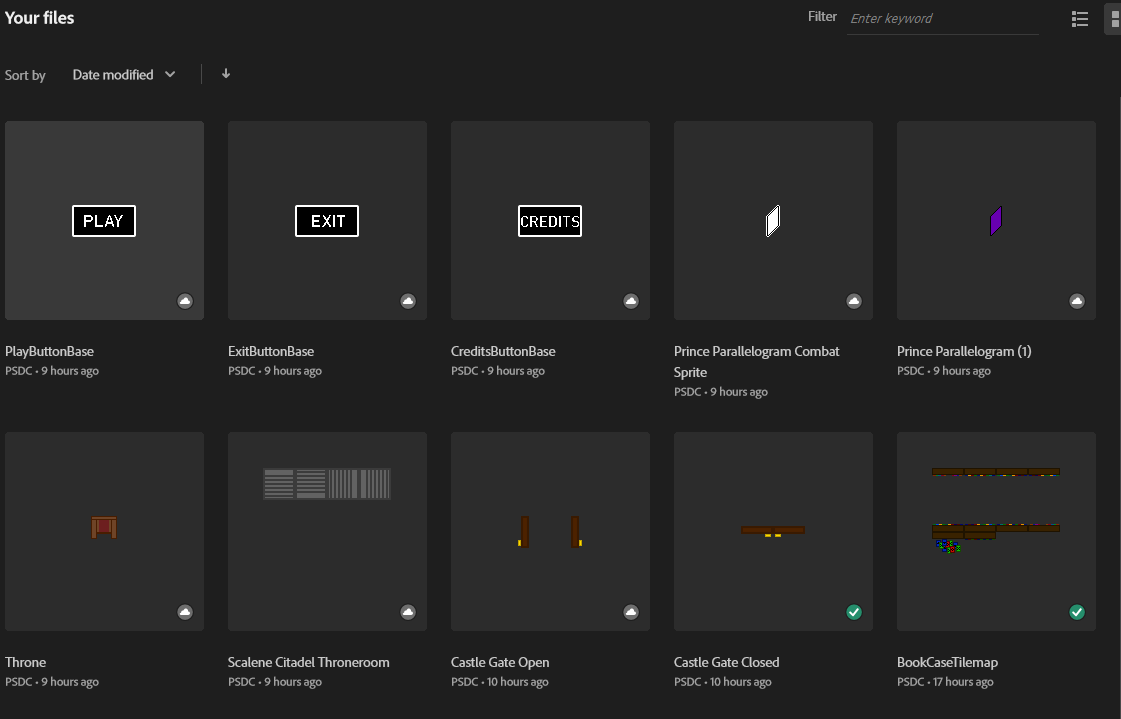 Your files
Filter
Enter keyword
Sort by
Date modified
PLAY
EXIT
CREDITS
PlayButtonBase
PSDC • 9 hours ago
ExitButtonBase
PSDC • 9 hours ago
CreditsButtonBase
PSDC • 9 hours ago
Prince Parallelogram Combat
Sprite
PSDC • 9 hours ago
Prince Parallelogram (1)
PSDC • 9 hours ago
Throne
PSDC • 9 hours ago
Scalene Citadel Throneroom
PSDC • 9 hours ago
Castle Gate Open
PSDC • 10 hours ago
Castle Gate Closed
PSDC • 10 hours ago
BookCaseTilemap
PSDC • 17 hours ago